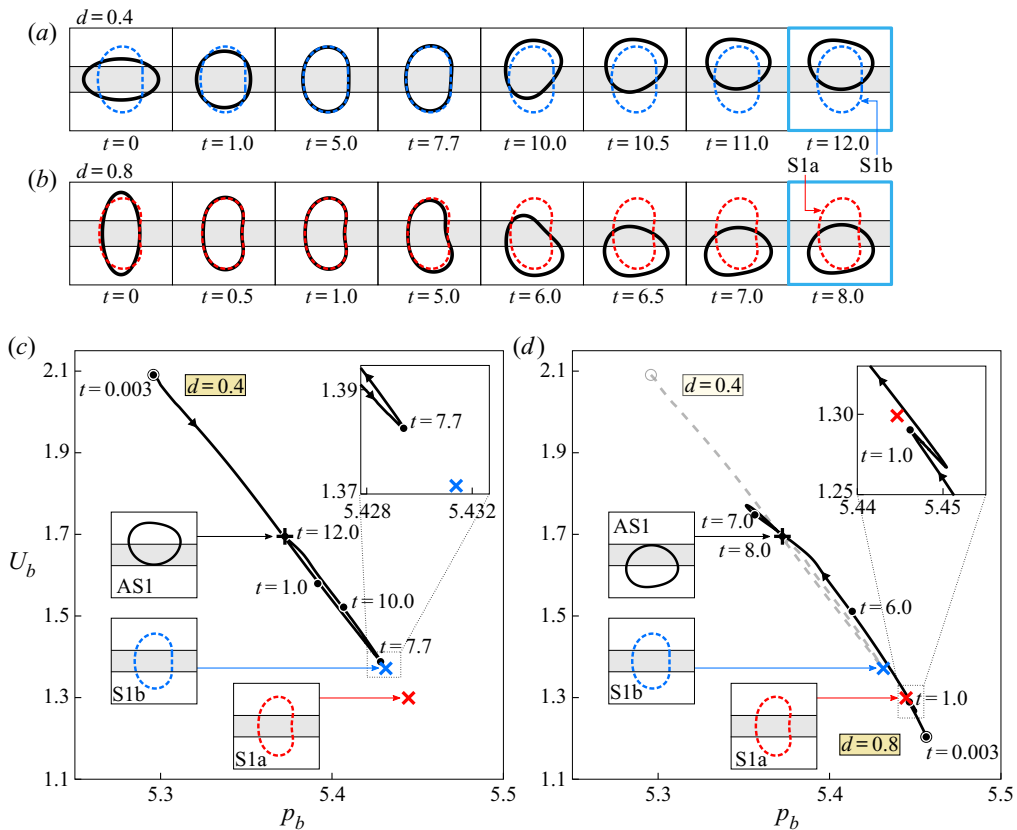 d = 0.4
(a)
t = 0 t = 1.0 t = 5.0 t = 7.7 t = 10.0 t = 10.5 t = 11.0 t = 12.0
S1a S1b
(b) d = 0.8
t = 0 t = 0.5 t = 1.0 t = 5.0 t = 6.0 t = 6.5 t = 7.0 t = 8.0
(c)
2.1
1.9
1.7
1.5
1.3
1.1
U_b
5.3 5.4 5.5
p_b
t = 0.003
d = 0.4
1.39
1.37
5.428 5.432
t = 7.7
t = 12.0
AS1
t = 1.0
t = 10.0
t = 7.7
S1b
S1a
(d)
2.1
1.9
1.7
1.5
1.3
1.1
5.3 5.4 5.5
p_b
d = 0.4
1.30
1.25
5.44 5.45
t = 1.0
AS1
t = 7.0
t = 8.0
t = 6.0
S1b
t = 1.0
S1a
d = 0.8
t = 0.003